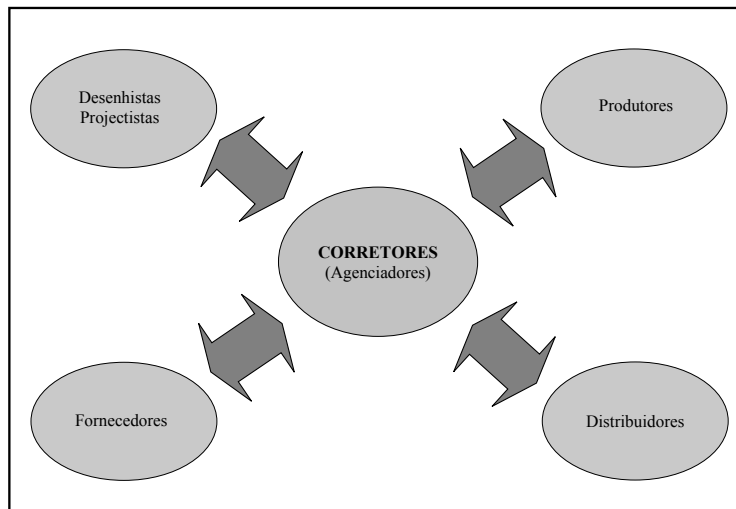 Desenhistas
Projectistas
Produtores
CORRETORES
(Agenciadores)
Fornecedores
Distribuidores